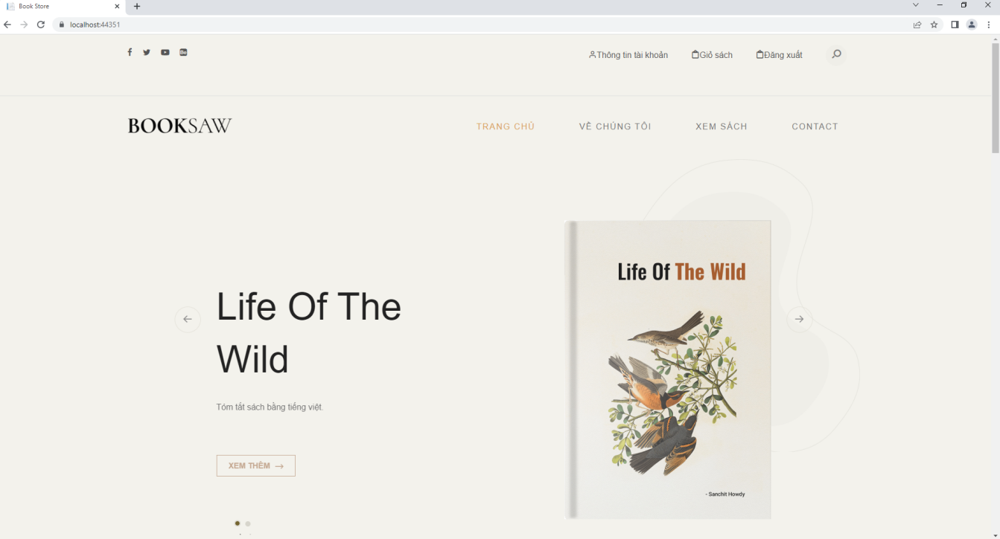 Book Store
localhost:44351
Thông tin tài khoản
Giỏ sách
Đăng xuất
BOOKSAW
TRANG CHỦ
VỀ CHÚNG TÔI
XEM SÁCH
CONTACT
Life Of The Wild
Life Of The
Wild
Tóm tắt sách bằng tiếng việt.
XEM THÊM
- Sanchit Howdy